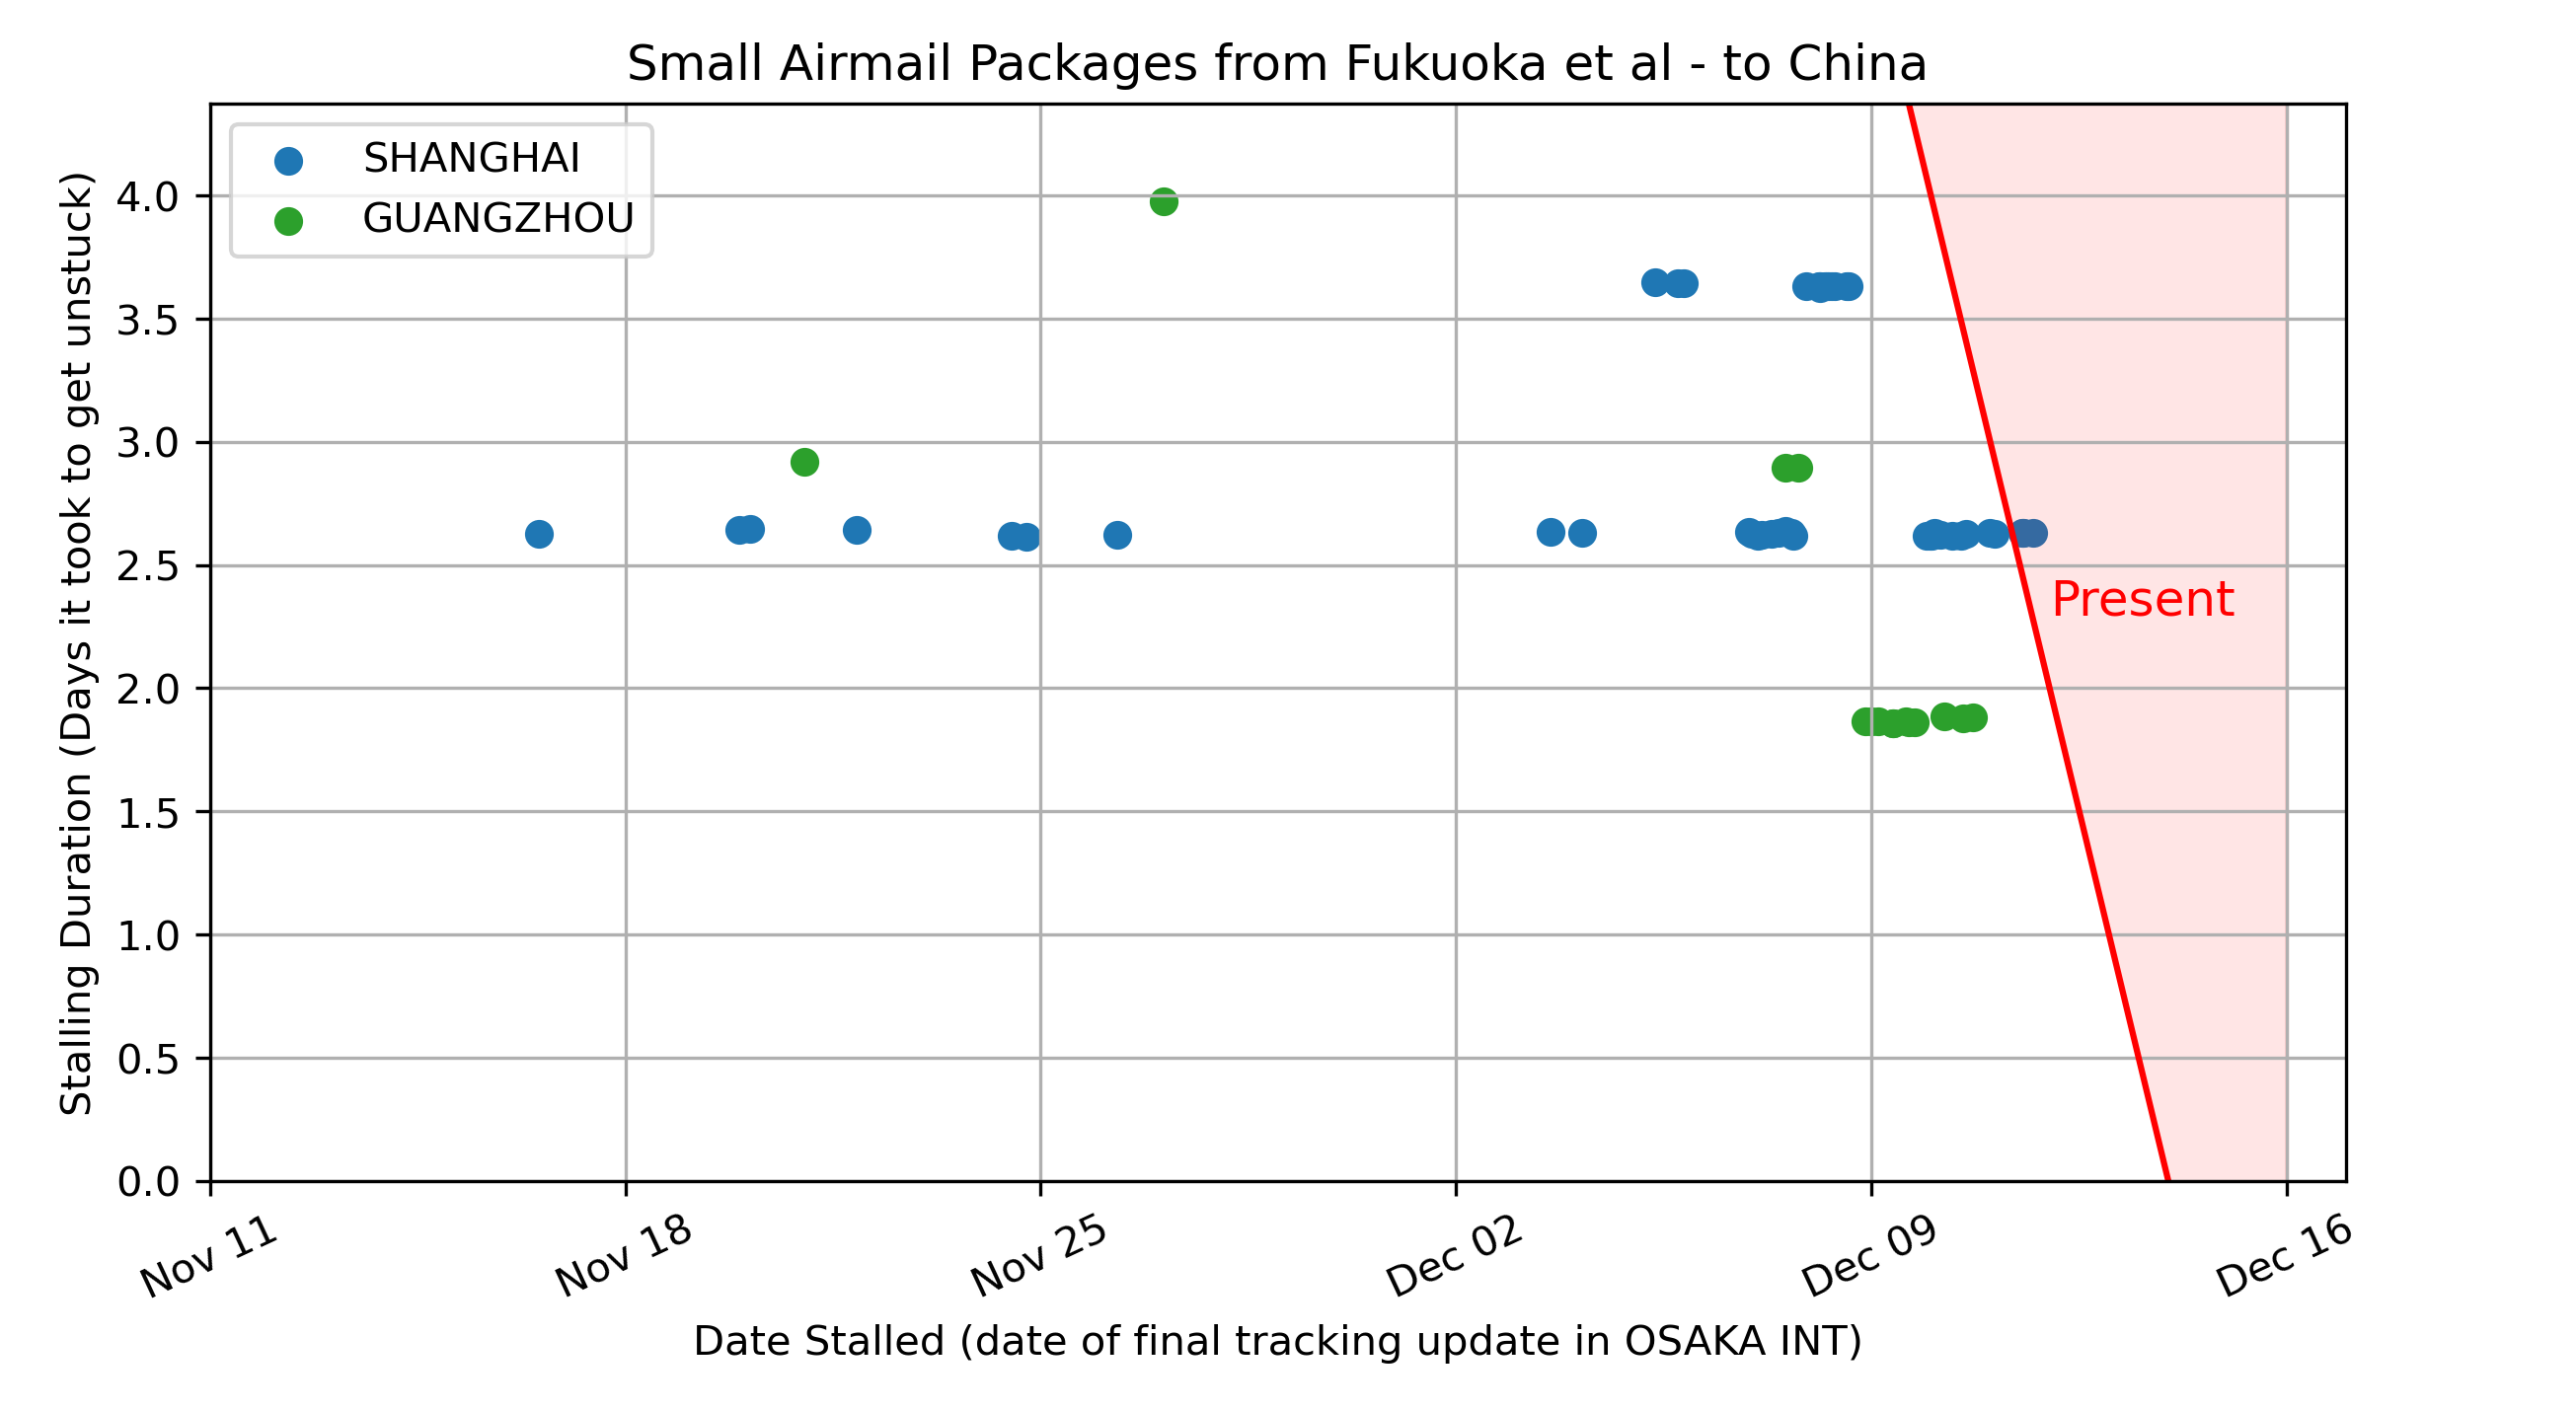 Small Airmail Packages from Fukuoka et al - to China
SHANGHAI
GUANGZHOU
Stalling Duration (Days it took to get unstuck)
4.0
3.5
3.0
2.5
2.0
1.5
1.0
0.5
0.0
Present
Nov 11
Nov 18
Nov 25
Dec 02
Dec 09
Dec 16
Date Stalled (date of final tracking update in OSAKA INT)